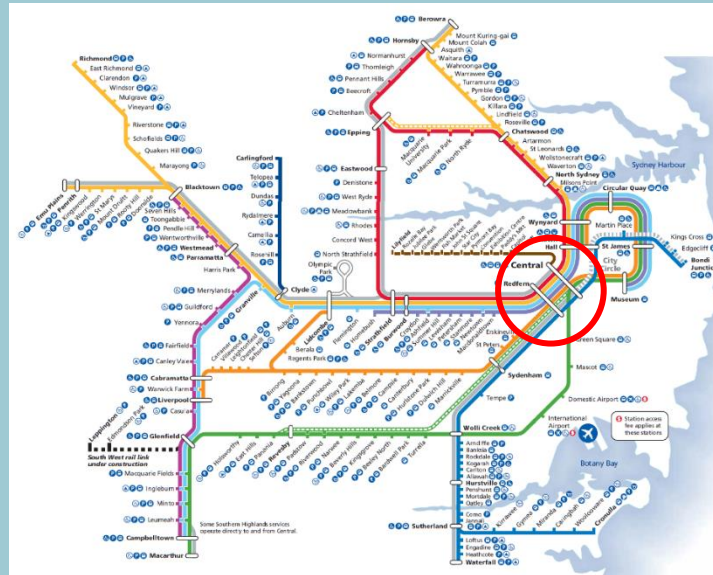 Berowra
Mount Kuring-gai
Mount Colah
Asquith
Hornsby
Waitara
Normanhurst
Wahroonga
Thornleigh
Warrawee
Pennant Hills
Turramurra
Beecroft
Pymble
Gordon
Killara
Cheltenham
Lindfield
Roseville
Epping
Chatswood
Macquarie University
Macquarie Park
North Ryde
Artarmon
St Leonards
Wollstonecraft
Waverton
North Sydney
Milsons Point
Sydney Harbour
Richmond
East Richmond
Clarendon
Windsor
Mulgrave
Vineyard
Riverstone
Schofields
Quakers Hill
Marayong
Blacktown
Emu Plains
Penrith
Kingswood
Werrington
St Marys
Mount Druitt
Rooty Hill
Doonside
Seven Hills
Toongabbie
Pendle Hill
Wentworthville
Westmead
Parramatta
Harris Park
Carlingford
Telopea
Dundas
Rydalmere
Camellia
Rosehill
Clyde
Eastwood
Denistone
West Ryde
Meadowbank
Rhodes
Concord West
North Strathfield
Olympic Park
Lilyfield
Circular Quay
Wynyard
Martin Place
Kings Cross
Edgecliff
Bondi Junction
St James
City Circle
Museum
Town
Hall
Central
Redfern
Merrylands
Granville
Guildford
Yennora
Fairfield
Canley Vale
Cabramatta
Warwick Farm
Liverpool
Casula
Auburn
Lidcombe
Flemington
Homebush
Strathfield
Burwood
Croydon
Ashfield
Summer Hill
Lewisham
Petersham
Stanmore
Newtown
Macdonaldtown
Erskineville
St Peters
Carramar
Villawood
Leightonfield
Chester Hill
Sefton
Berala
Regents Park
Birrong
Yagoona
Bankstown
Punchbowl
Wiley Park
Lakemba
Belmore
Campsie
Canterbury
Hurlstone Park
Dulwich Hill
Marrickville
Sydenham
Tempe
Green Square
Mascot
Domestic Airport
International
Airport
Station access
fee applies at
these stations
Leppington
Edmondson Park
South West rail link
under construction
Glenfield
Holsworthy
East Hills
Panania
Revesby
Padstow
Riverwood
Narwee
Beverly Hills
Kingsgrove
Bexley North
Bardwell Park
Turrella
Wolli Creek
Arncliffe
Banksia
Rockdale
Kogarah
Carlton
Allawah
Hurstville
Penshurst
Mortdale
Oatley
Como
Jannali
Sutherland
Loftus
Engadine
Heathcote
Waterfall
Kirrawee
Gymea
Miranda
Caringbah
Woolooware
Cronulla
Botany Bay
Macquarie Fields
Ingleburn
Minto
Leumeah
Campbelltown
Macarthur
Some Southern Highlands services
operate directly to and from Central.